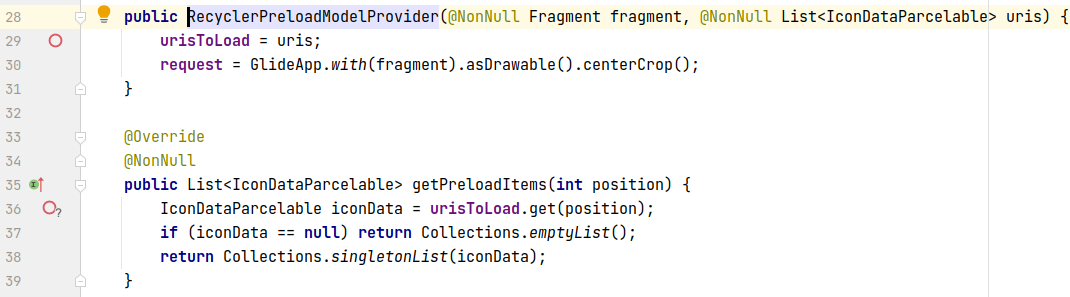 28 public RecyclerPreloadModelProvider(@NonNull Fragment fragment, @NonNull List<IconDataParcelable> uris) {
29 urisToLoad = uris;
30 request = GlideApp.with(fragment).asDrawable().centerCrop();
31 }
32
33 @Override
34 @NonNull
35 public List<IconDataParcelable> getPreloadItems(int position) {
36 IconDataParcelable iconData = urisToLoad.get(position);
37 if (iconData == null) return Collections.emptyList();
38 return Collections.singletonList(iconData);
39 }